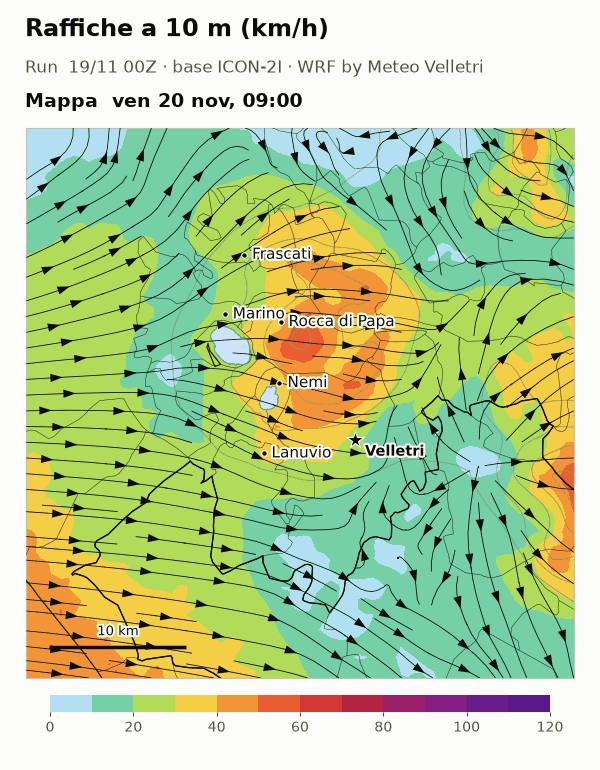 Raffiche a 10 m (km/h)
Run  19/11 00Z · base ICON-2I · WRF by Meteo Velletri
Mappa  ven 20 nov, 09:00
Frascati
Marino
Rocca di Papa
Nemi
Velletri
Lanuvio
10 km
0 20 40 60 80 100 120